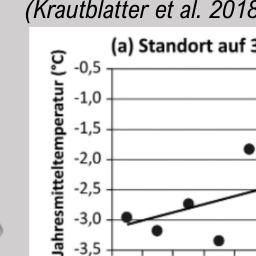 (Krautblatter et al. 2018
(a) Standort auf 3
Jahresmitteltemperatur (°C)
-0,5
-1,0
-1,5
-2,0
-2,5
-3,0
-3,5